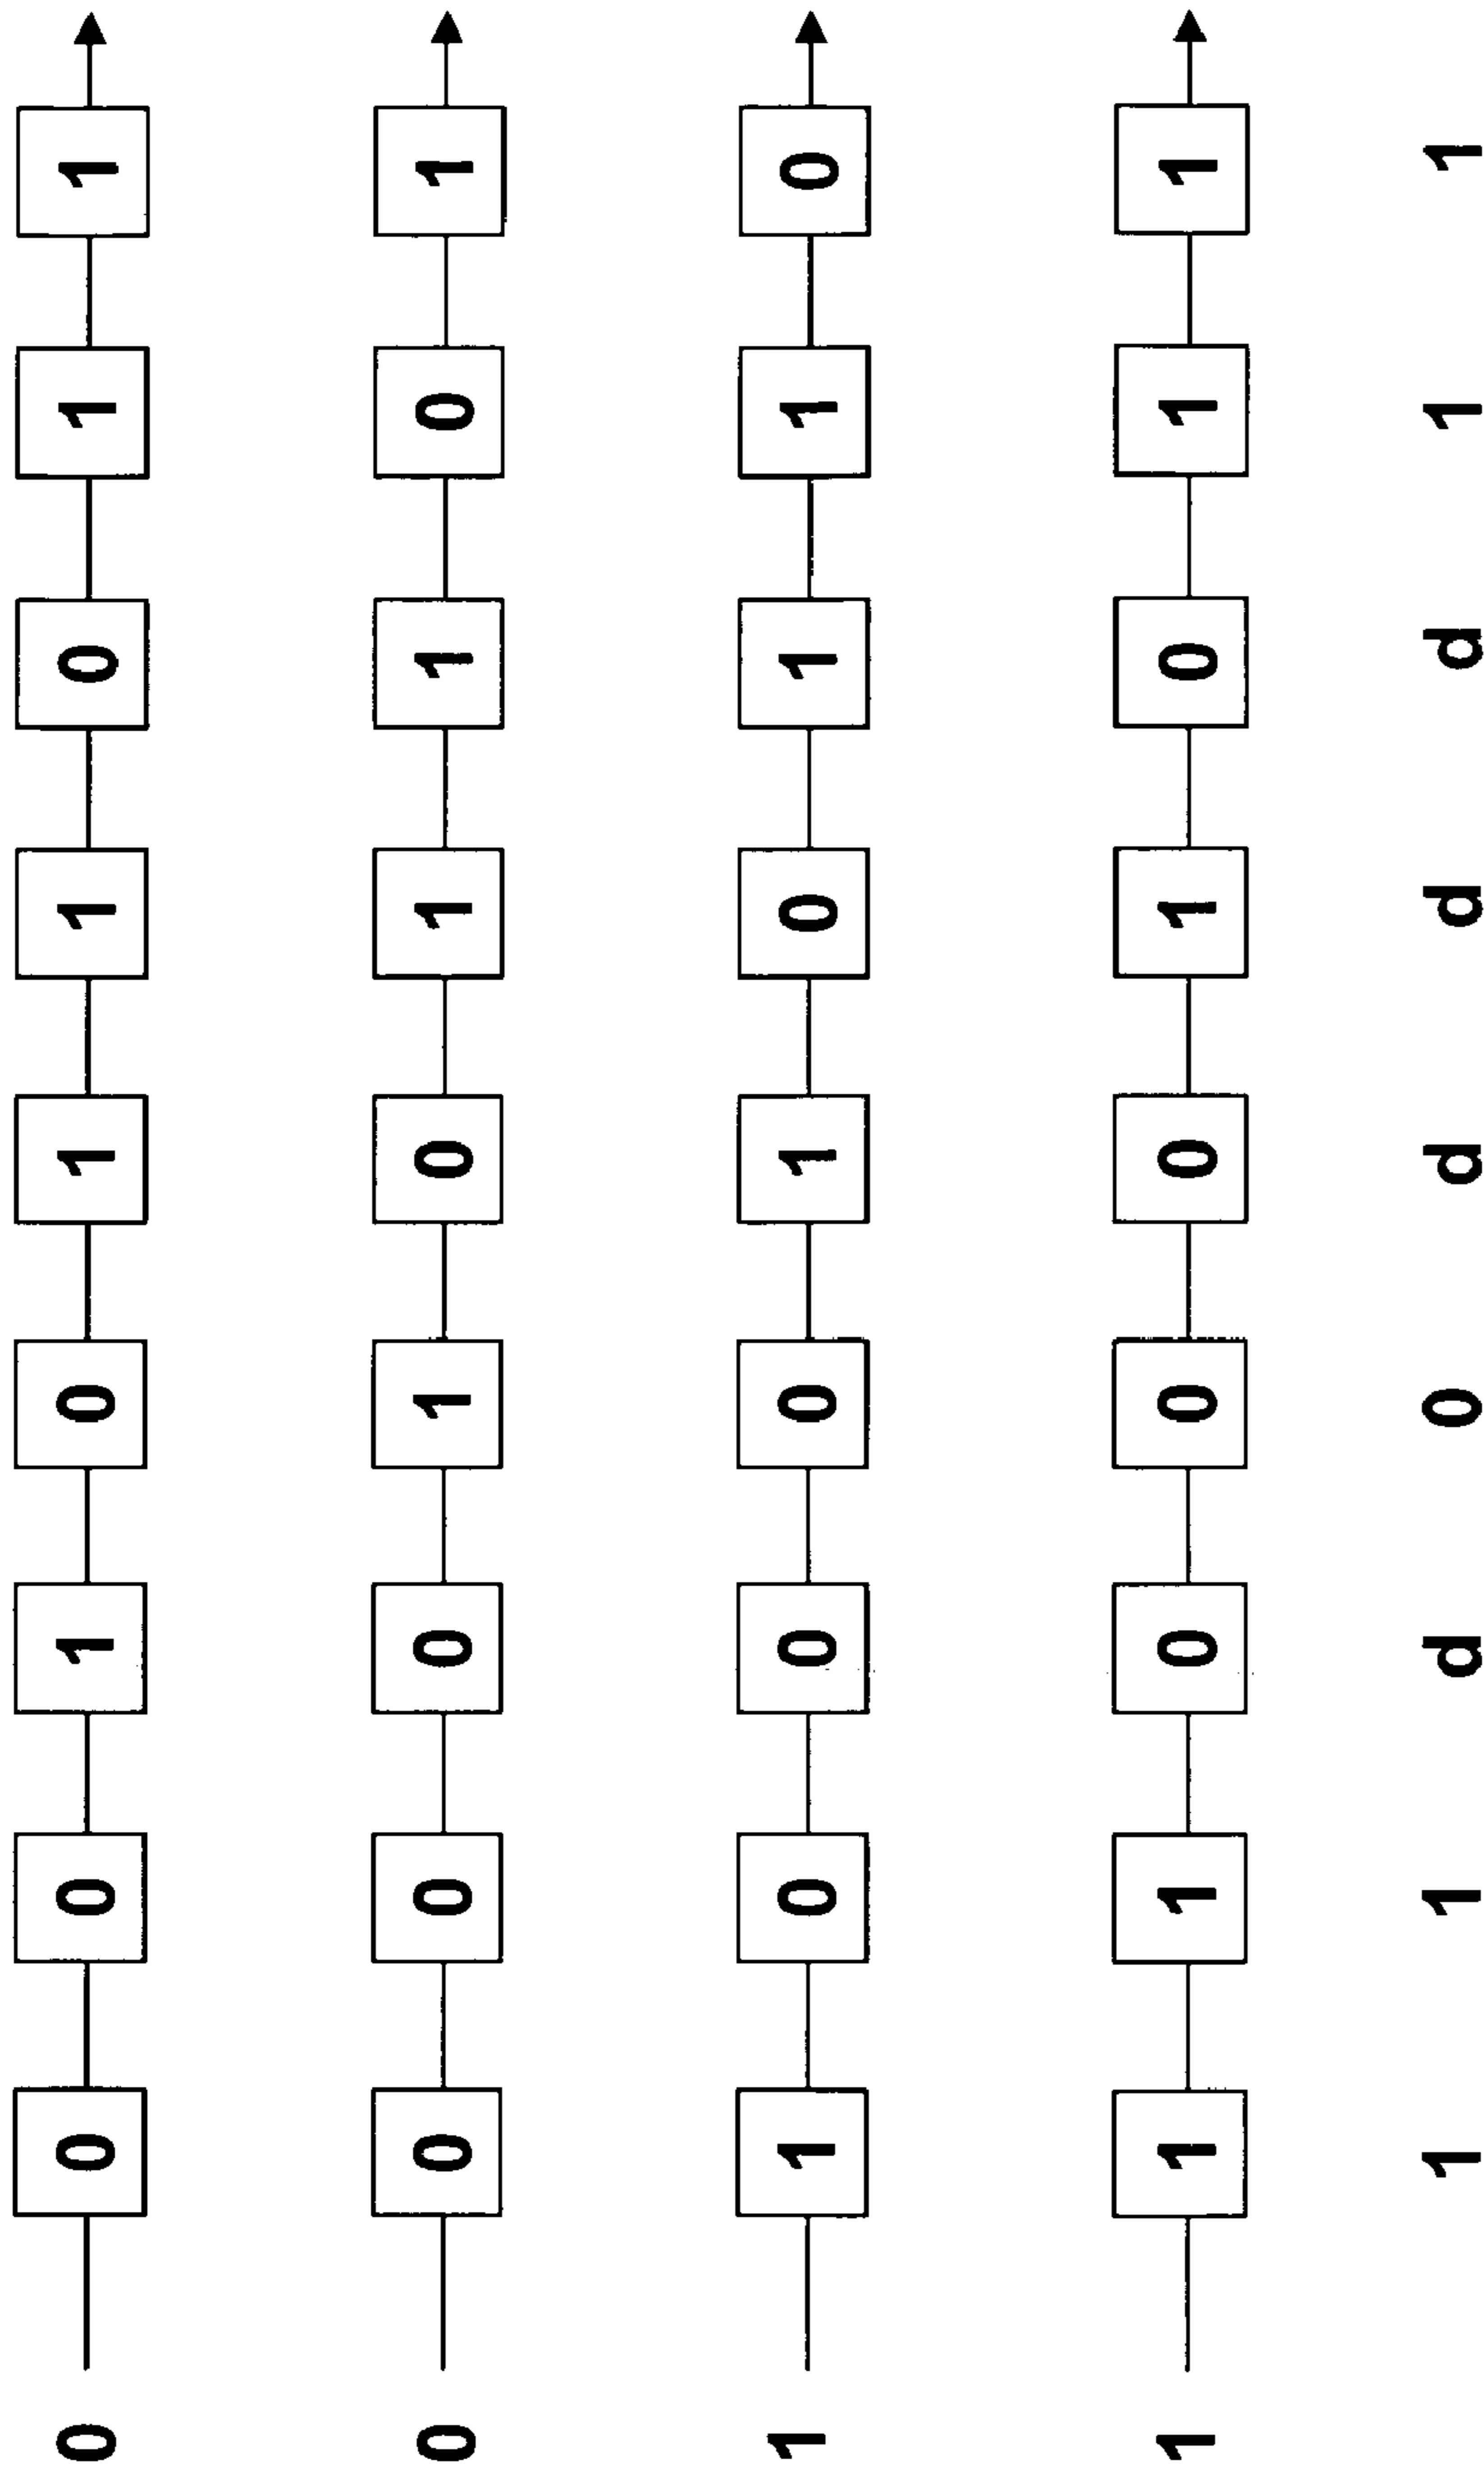 0 0 0 1 0 1 1 0 1 1
0 0 0 0 1 0 1 1 0 1
1 1 0 0 0 1 0 1 1 0
1 1 1 0 0 0 1 0 1 1
1 1 d 0 d d d 1 1